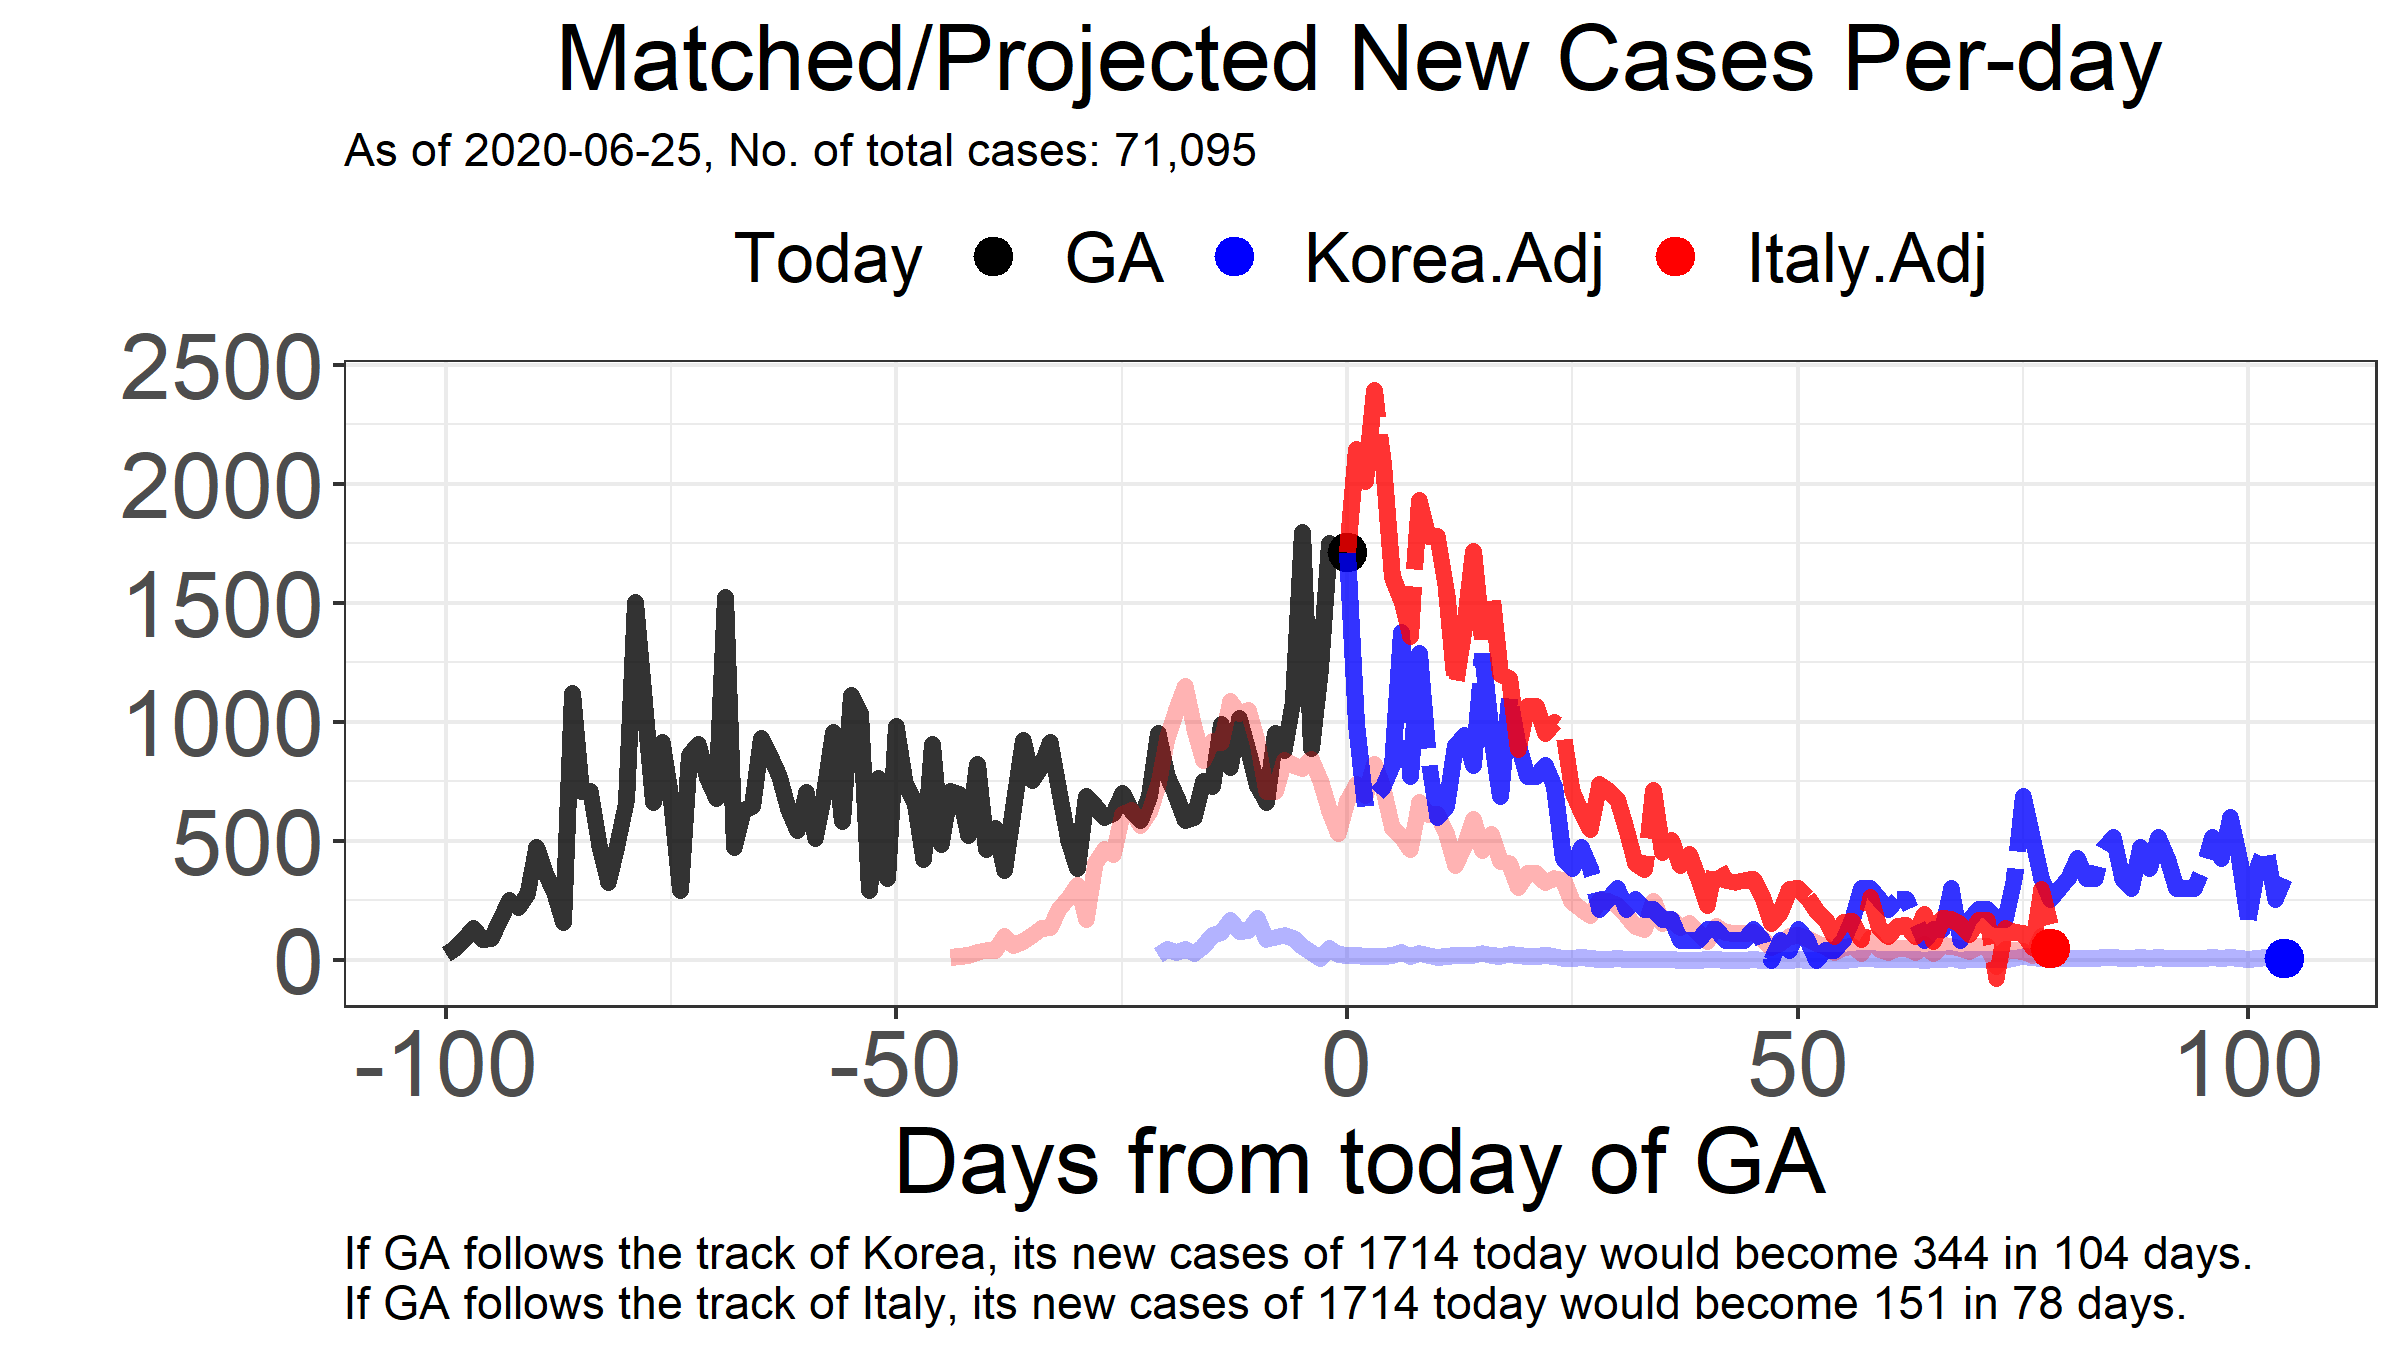 Matched/Projected New Cases Per-day
As of 2020-06-25, No. of total cases: 71,095
Today GA Korea.Adj Italy.Adj
2500
2000
1500
1000
500
0
-100 -50 0 50 100
Days from today of GA
If GA follows the track of Korea, its new cases of 1714 today would become 344 in 104 days.
If GA follows the track of Italy, its new cases of 1714 today would become 151 in 78 days.